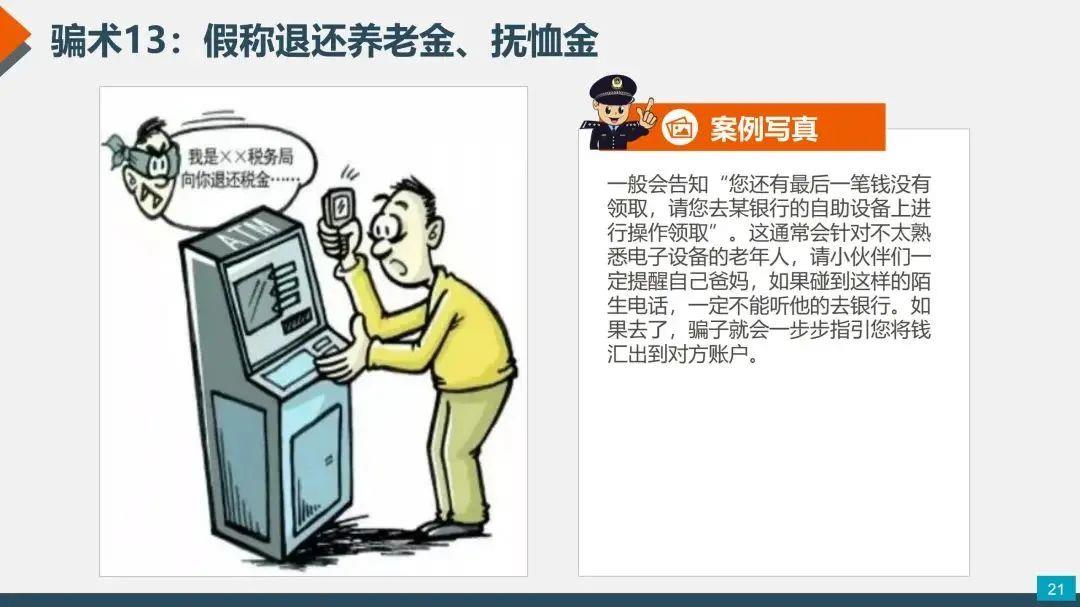 骗术13：假称退还养老金、抚恤金
我是××税务局
向你退还税金……
ATM
案例写真
一般会告知“您还有最后一笔钱没有
领取，请您去某银行的自助设备上进
行操作领取”。这通常会针对不太熟
悉电子设备的老年人，请小伙伴们一
定提醒自己爸妈，如果碰到这样的陌
生电话，一定不能听他的去银行。如
果去了，骗子就会一步步指引您将钱
汇出到对方账户。
21